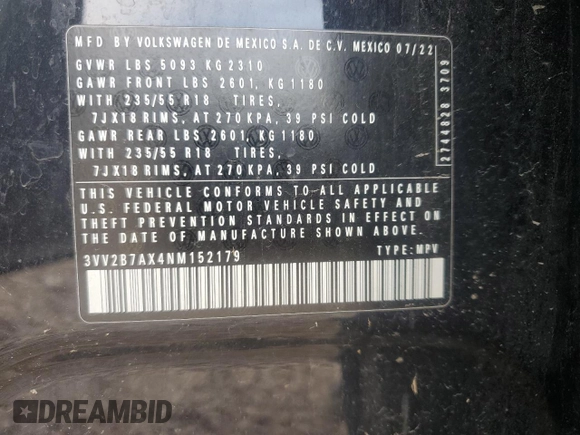 MFD BY VOLKSWAGEN DE MEXICO S.A. DE C.V. MEXICO 07/22
GVWR LBS 5093 KG 2310
GAWR FRONT LBS 2601, KG 1180
WITH 235/55 R18 TIRES,
7JX18 RIMS, AT 270 KPA, 39 PSI COLD
GAWR REAR LBS 2601, KG 1180
WITH 235/55 R18 TIRES,
7JX18 RIMS, AT 270 KPA, 39 PSI COLD
THIS VEHICLE CONFORMS TO ALL APPLICABLE
U.S. FEDERAL MOTOR VEHICLE SAFETY AND
THEFT PREVENTION STANDARDS IN EFFECT ON
THE DATE OF MANUFACTURE SHOWN ABOVE.
3VV2B7AX4NM152179 TYPE: MPV
2744828 3709
DREAMBID